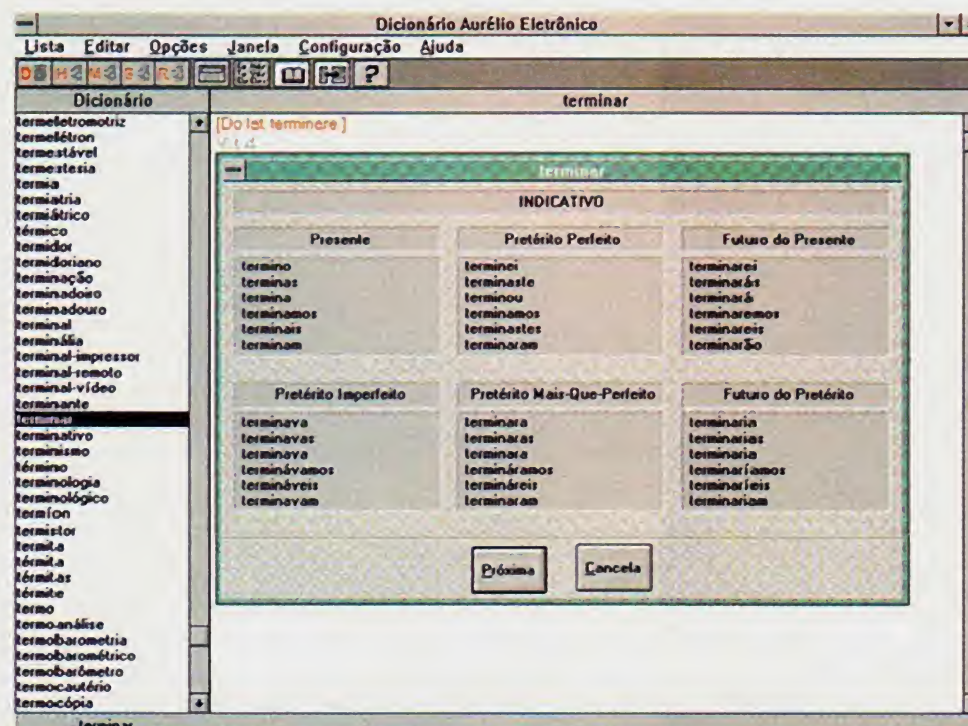 Dicionário Aurélio Eletrônico
Lista Editar Opções Janela Configuração Ajuda
D H M G R ?
Dicionário
termeletromotriz
termelétron
termestável
termestesia
termia
termiatria
termiátrico
térmico
termidor
termidoriano
terminação
terminadoiro
terminadouro
terminal
terminália
terminal-impressor
terminal-remoto
terminal-vídeo
terminante
terminar
terminativo
terminismo
término
terminologia
terminológico
termíon
termistor
termita
térmita
térmitas
térmite
termo
termo-análise
termobarometria
termobarométrico
termobarômetro
termocautério
termocópia
terminar
terminar
[Do lat. terminare.]
V. t. d.
terminar
INDICATIVO
Presente
termino
terminas
termina
terminamos
terminais
terminam
Pretérito Perfeito
terminei
terminaste
terminou
terminamos
terminastes
terminaram
Futuro do Presente
terminarei
terminarás
terminará
terminaremos
terminareis
terminarão
Pretérito Imperfeito
terminava
terminavas
terminava
terminávamos
termináveis
terminavam
Pretérito Mais-Que-Perfeito
terminara
terminaras
terminara
termináramos
termináreis
terminaram
Futuro do Pretérito
terminaria
terminarias
terminaria
terminaríamos
terminaríeis
terminariam
Próxima
Cancela